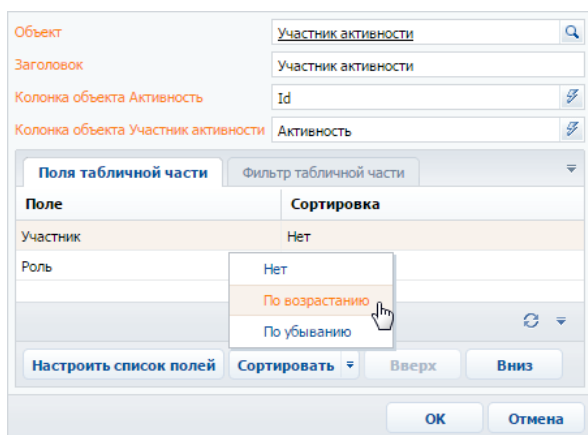 Объект Участник активности
Заголовок Участник активности
Колонка объекта Активность Id
Колонка объекта Участник активности Активность
Поля табличной части Фильтр табличной части
Поле Сортировка
Участник Нет
Роль
Нет
По возрастанию
По убыванию
Настроить список полей Сортировать Вверх Вниз
ОК Отмена